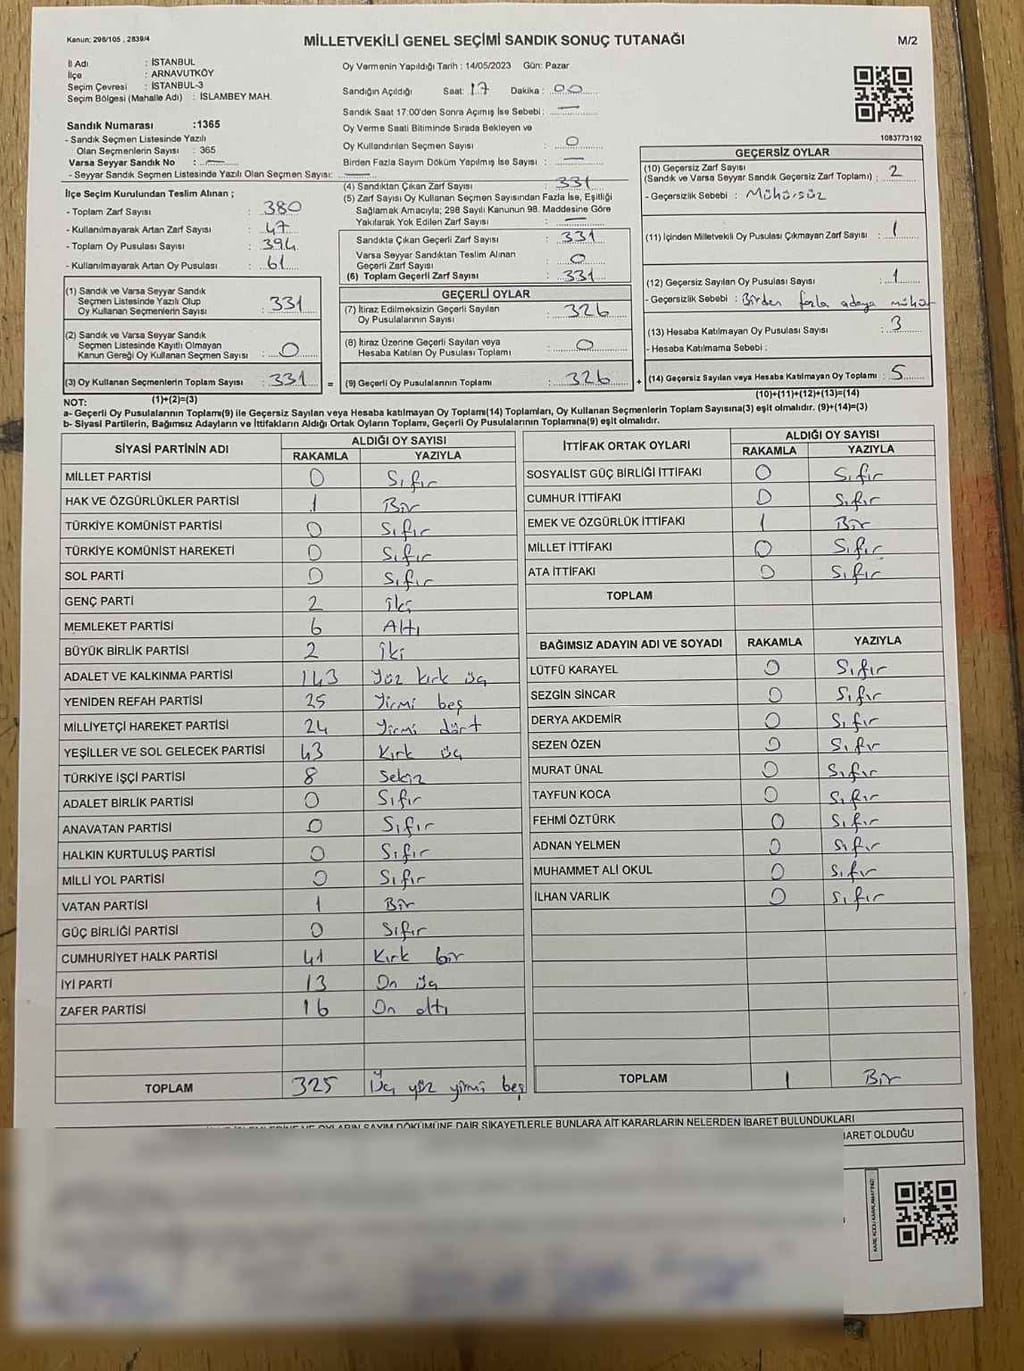 Kanun: 298/105 , 2839/4
MİLLETVEKİLİ GENEL SEÇİMİ SANDIK SONUÇ TUTANAĞI
M/2
İl Adı : İSTANBUL
İlçe : ARNAVUTKÖY
Seçim Çevresi : İSTANBUL-3
Seçim Bölgesi (Mahalle Adı) : İSLAMBEY MAH.
Sandık Numarası :1365
- Sandık Seçmen Listesinde Yazılı
Olan Seçmenlerin Sayısı : 365
Varsa Seyyar Sandık No : —
- Seyyar Sandık Seçmen Listesinde Yazılı Olan Seçmen Sayısı: —
Oy Vermenin Yapıldığı Tarih : 14/05/2023 Gün: Pazar
Sandığın Açıldığı Saat: 17 Dakika : 00
Sandık Saat 17:00'den Sonra Açımış İse Sebebi : —
Oy Verme Saati Bitiminde Sırada Bekleyen ve
Oy Kullandırılan Seçmen Sayısı : 0
Birden Fazla Sayım Döküm Yapılmış İse Sayısı : —
1083773192
İlçe Seçim Kurulundan Teslim Alınan ;
- Toplam Zarf Sayısı : 380
- Kullanılmayarak Artan Zarf Sayısı : 47
- Toplam Oy Pusulası Sayısı : 394
- Kullanılmayarak Artan Oy Pusulası : 61
(1) Sandık ve Varsa Seyyar Sandık
Seçmen Listesinde Yazılı Olup
Oy Kullanan Seçmenlerin Sayısı : 331
(2) Sandık ve Varsa Seyyar Sandık
Seçmen Listesinde Kayıtlı Olmayan
Kanun Gereği Oy Kullanan Seçmen Sayısı : 0
(3) Oy Kullanan Seçmenlerin Toplam Sayısı : 331 =
(1)+(2)=(3)
(4) Sandıktan Çıkan Zarf Sayısı : 331
(5) Zarf Sayısı Oy Kullanan Seçmen Sayısından Fazla İse, Eşitliği
Sağlamak Amacıyla; 298 Sayılı Kanunun 98. Maddesine Göre
Yakılarak Yok Edilen Zarf Sayısı : —
Sandıkta Çıkan Geçerli Zarf Sayısı : 331
Varsa Seyyar Sandıktan Teslim Alınan
Geçerli Zarf Sayısı : 0
(6) Toplam Geçerli Zarf Sayısı : 331
GEÇERLİ OYLAR
(7) İtiraz Edilmeksizin Geçerli Sayılan
Oy Pusulalarının Sayısı : 326
(8) İtiraz Üzerine Geçerli Sayılan veya
Hesaba Katılan Oy Pusulası Toplamı : 0
(9) Geçerli Oy Pusulalarının Toplamı : 326 +
GEÇERSİZ OYLAR
(10) Geçersiz Zarf Sayısı
(Sandık ve Varsa Seyyar Sandık Geçersiz Zarf Toplamı) : 2
- Geçersizlik Sebebi : Mühürsüz
(11) İçinden Milletvekili Oy Pusulası Çıkmayan Zarf Sayısı : 1
(12) Geçersiz Sayılan Oy Pusulası Sayısı : 1
- Geçersizlik Sebebi : Birden fazla adaya mühür
(13) Hesaba Katılmayan Oy Pusulası Sayısı : 3
- Hesaba Katılmama Sebebi :
(14) Geçersiz Sayılan veya Hesaba Katılmayan Oy Toplamı : 5
(10)+(11)+(12)+(13)=(14)
NOT:
a- Geçerli Oy Pusulalarının Toplamı(9) ile Geçersiz Sayılan veya Hesaba katılmayan Oy Toplamı(14) Toplamları, Oy Kullanan Seçmenlerin Toplam Sayısına(3) eşit olmalıdır. (9)+(14)=(3)
b- Siyasi Partilerin, Bağımsız Adayların ve İttifakların Aldığı Ortak Oyların Toplamı, Geçerli Oy Pusulalarının Toplamına(9) eşit olmalıdır.
SİYASİ PARTİNİN ADI ALDIĞI OY SAYISI
RAKAMLA YAZIYLA
MİLLET PARTİSİ 0 Sıfır
HAK VE ÖZGÜRLÜKLER PARTİSİ 1 Bir
TÜRKİYE KOMÜNİST PARTİSİ 0 Sıfır
TÜRKİYE KOMÜNİST HAREKETİ 0 Sıfır
SOL PARTİ 0 Sıfır
GENÇ PARTİ 2 iki
MEMLEKET PARTİSİ 6 Altı
BÜYÜK BİRLİK PARTİSİ 2 iki
ADALET VE KALKINMA PARTİSİ 143 Yüz kırk üç
YENİDEN REFAH PARTİSİ 25 Yirmi beş
MİLLİYETÇİ HAREKET PARTİSİ 24 Yirmi dört
YEŞİLLER VE SOL GELECEK PARTİSİ 43 Kırk üç
TÜRKİYE İŞÇİ PARTİSİ 8 Sekiz
ADALET BİRLİK PARTİSİ 0 Sıfır
ANAVATAN PARTİSİ 0 Sıfır
HALKIN KURTULUŞ PARTİSİ 0 Sıfır
MİLLİ YOL PARTİSİ 0 Sıfır
VATAN PARTİSİ 1 Bir
GÜÇ BİRLİĞİ PARTİSİ 0 Sıfır
CUMHURİYET HALK PARTİSİ 41 Kırk bir
İYİ PARTİ 13 On üç
ZAFER PARTİSİ 16 On altı
TOPLAM 325 Üç yüz yirmi beş
İTTİFAK ORTAK OYLARI ALDIĞI OY SAYISI
RAKAMLA YAZIYLA
SOSYALİST GÜÇ BİRLİĞİ İTTİFAKI 0 Sıfır
CUMHUR İTTİFAKI 0 Sıfır
EMEK VE ÖZGÜRLÜK İTTİFAKI 1 Bir
MİLLET İTTİFAKI 0 Sıfır
ATA İTTİFAKI 0 Sıfır
TOPLAM
BAĞIMSIZ ADAYIN ADI VE SOYADI RAKAMLA YAZIYLA
LÜTFÜ KARAYEL 0 Sıfır
SEZGİN SİNCAR 0 Sıfır
DERYA AKDEMİR 0 Sıfır
SEZEN ÖZEN 0 Sıfır
MURAT ÜNAL 0 Sıfır
TAYFUN KOCA 0 Sıfır
FEHMİ ÖZTÜRK 0 Sıfır
ADNAN YELMEN 0 Sıfır
MUHAMMET ALİ OKUL 0 Sıfır
İLHAN VARLIK 0 Sıfır
TOPLAM 1 Bir
OYLARIN SAYIM DÖKÜMÜNE DAİR ŞİKAYETLERLE BUNLARA AİT KARARLARIN NELERDEN İBARET BULUNDUKLARI
İBARET OLDUĞU